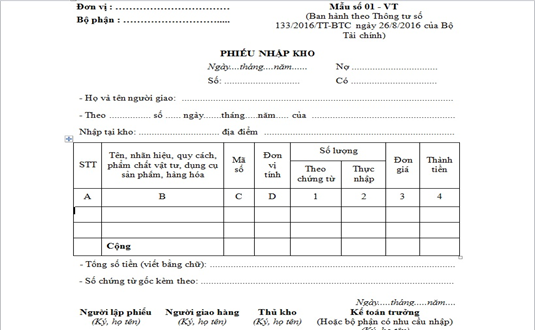 Đơn vị : ............................... Mẫu số 01 - VT
Bộ phận : ............................... (Ban hành theo Thông tư số
133/2016/TT-BTC ngày 26/8/2016 của Bộ
Tài chính)
PHIẾU NHẬP KHO
Ngày....tháng....năm...... Nợ ..........................
Số: .......................... Có ..........................
- Họ và tên người giao: ..........................................................................
- Theo ............... số ...... ngày......tháng.....năm..... của ..............................
Nhập tại kho: .......................... địa điểm ..........................................
STT Tên, nhãn hiệu, quy cách, phẩm chất vật tư, dụng cụ sản phẩm, hàng hóa Mã số Đơn vị tính Số lượng Đơn giá Thành tiền
Theo chứng từ Thực nhập
A B C D 1 2 3 4
Cộng
- Tổng số tiền (viết bằng chữ): ..................................................................
- Số chứng từ gốc kèm theo: ......................................................................
Ngày....tháng....năm....
Người lập phiếu Người giao hàng Thủ kho Kế toán trưởng
(Ký, họ tên) (Ký, họ tên) (Ký, họ tên) (Hoặc bộ phận có nhu cầu nhập)
(Ký, họ tên)